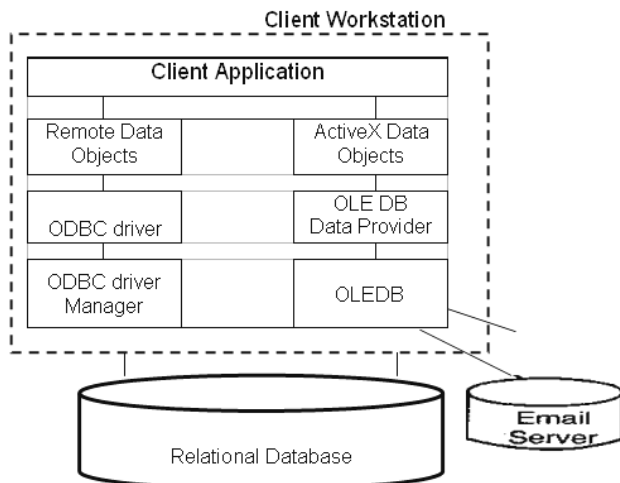 Client Workstation
Client Application
Remote Data
Objects
ActiveX Data
Objects
ODBC driver
OLE DB
Data Provider
ODBC driver
Manager
OLEDB
Email
Server
Relational Database